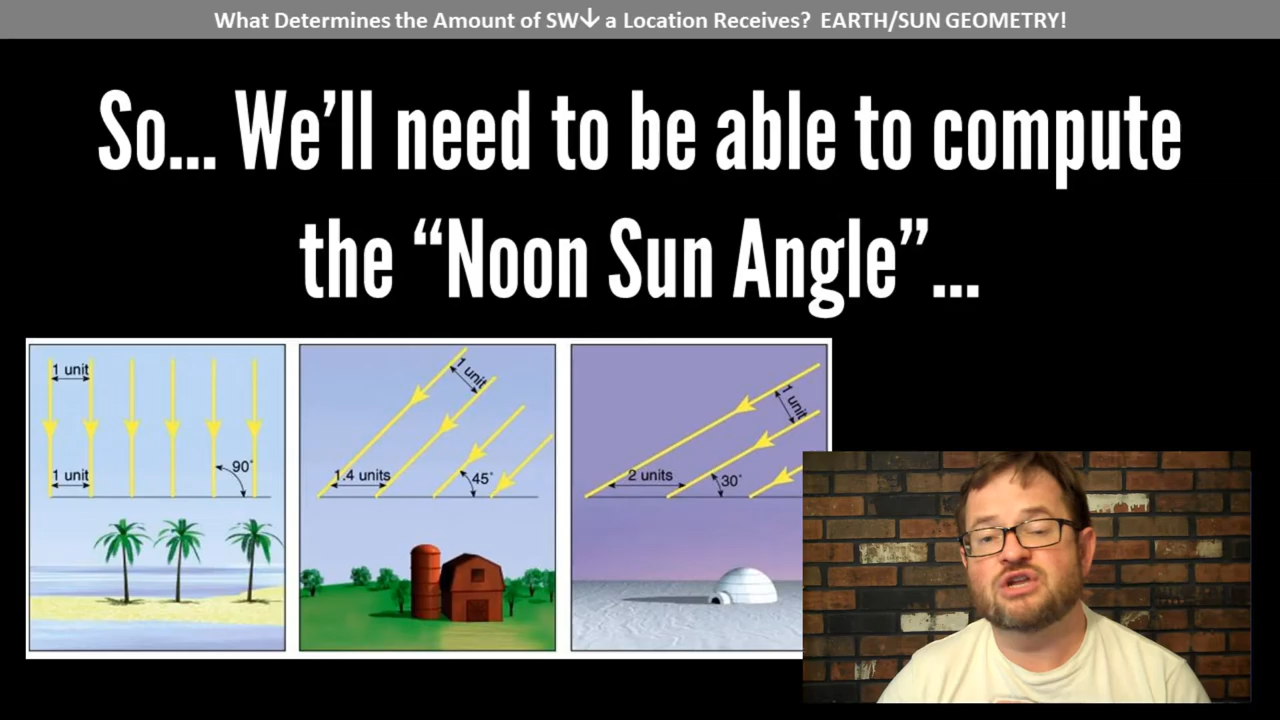 What Determines the Amount of SW↓ a Location Receives? EARTH/SUN GEOMETRY!
So... We’ll need to be able to compute
the “Noon Sun Angle”...
1 unit
1 unit
90°
1 unit
1.4 units
45°
1 unit
2 units
30°